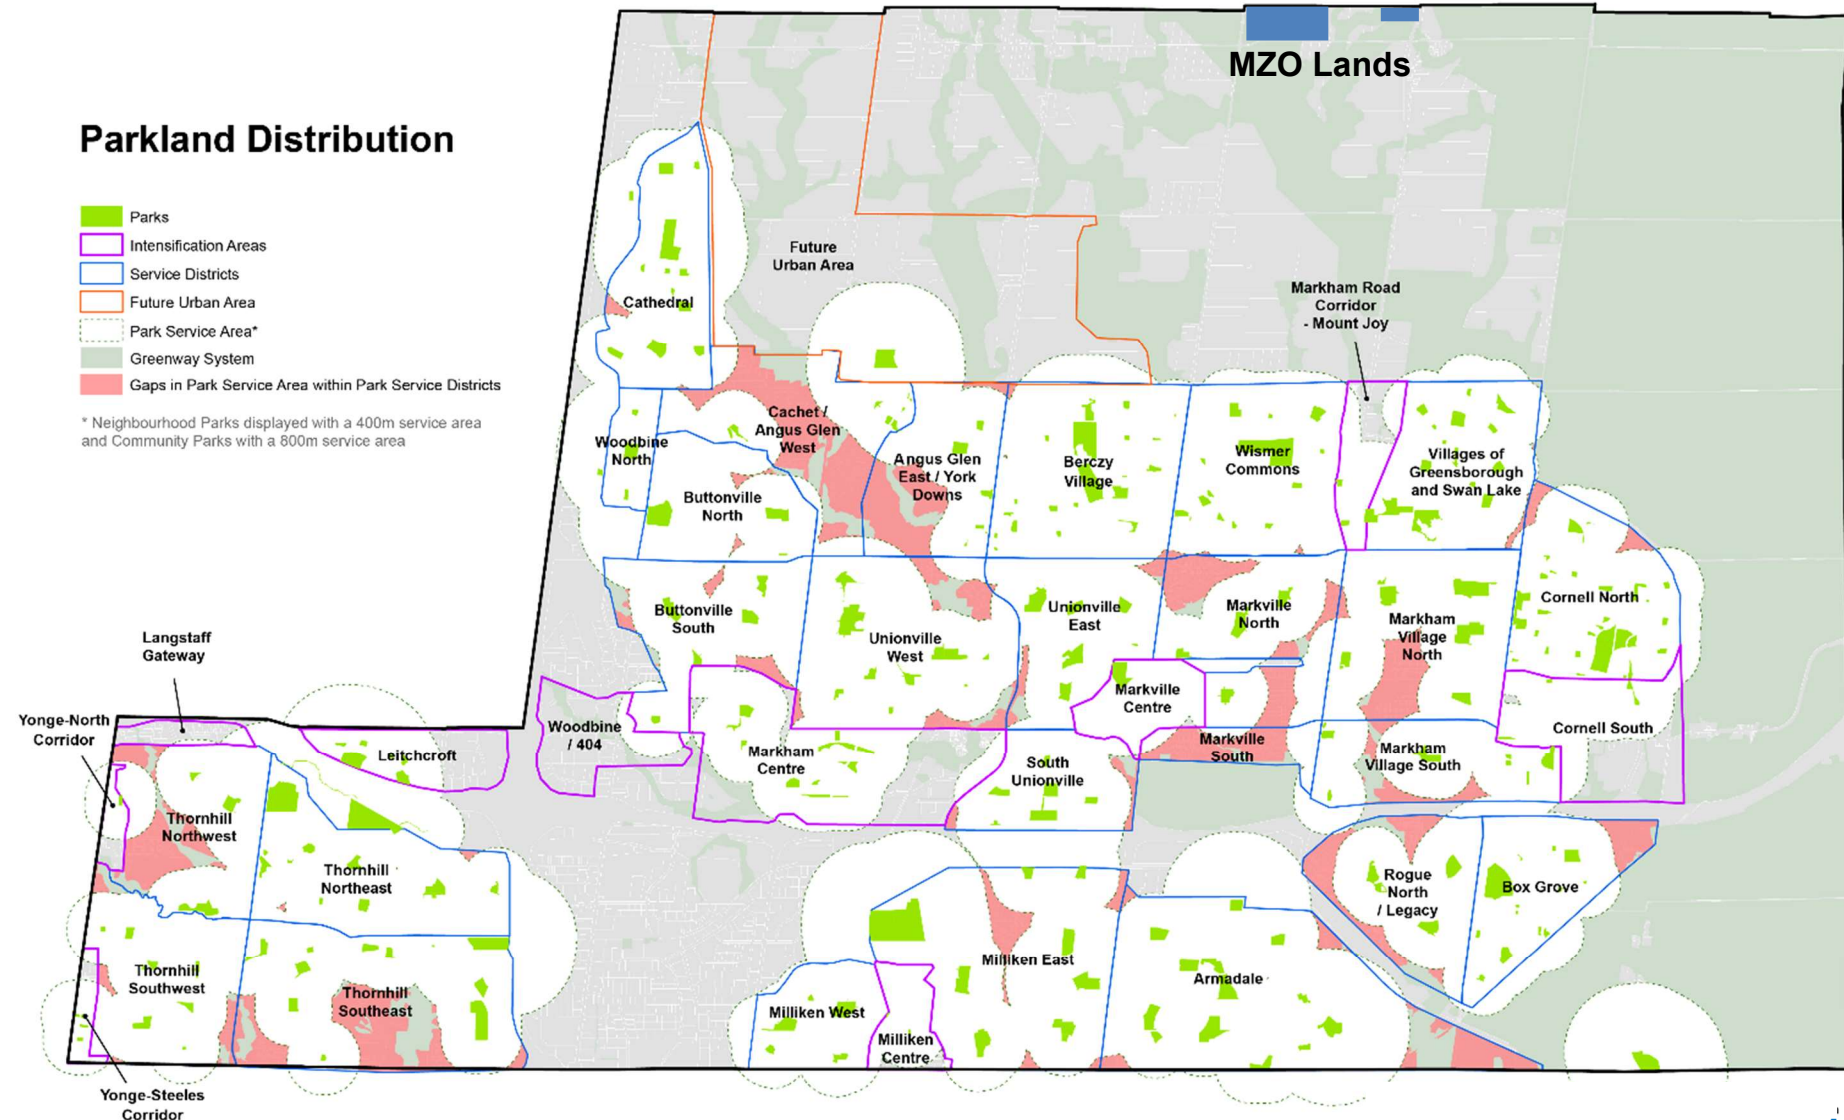 MZO Lands
Parkland Distribution
Parks
Intensification Areas
Service Districts
Future Urban Area
Park Service Area*
Greenway System
Gaps in Park Service Area within Park Service Districts
* Neighbourhood Parks displayed with a 400m service area
and Community Parks with a 800m service area
Future
Urban Area
Cathedral
Markham Road
Corridor
- Mount Joy
Cachet /
Angus Glen
West
Woodbine
North
Angus Glen
East / York
Downs
Berczy
Village
Wismer
Commons
Villages of
Greensborough
and Swan Lake
Buttonville
North
Buttonville
South
Unionville
West
Unionville
East
Markville
North
Markham
Village
North
Cornell North
Langstaff
Gateway
Yonge-North
Corridor
Leitchcroft
Woodbine
/ 404
Markham
Centre
Markville
Centre
South
Unionville
Markville
South
Markham
Village South
Cornell South
Thornhill
Northwest
Thornhill
Northeast
Rogue
North
/ Legacy
Box Grove
Thornhill
Southwest
Thornhill
Southeast
Milliken East
Armadale
Milliken West
Milliken
Centre
Yonge-Steeles
Corridor